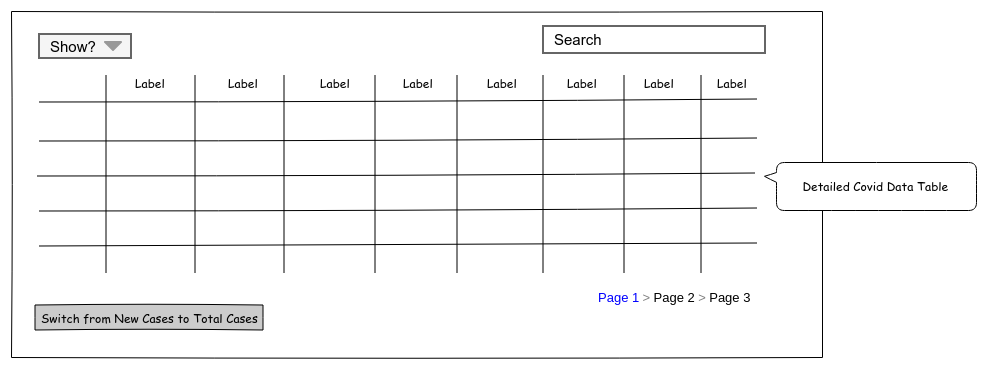 Show?
Search
Label Label Label Label Label Label Label Label
Detailed Covid Data Table
Page 1 > Page 2 > Page 3
Switch from New Cases to Total Cases